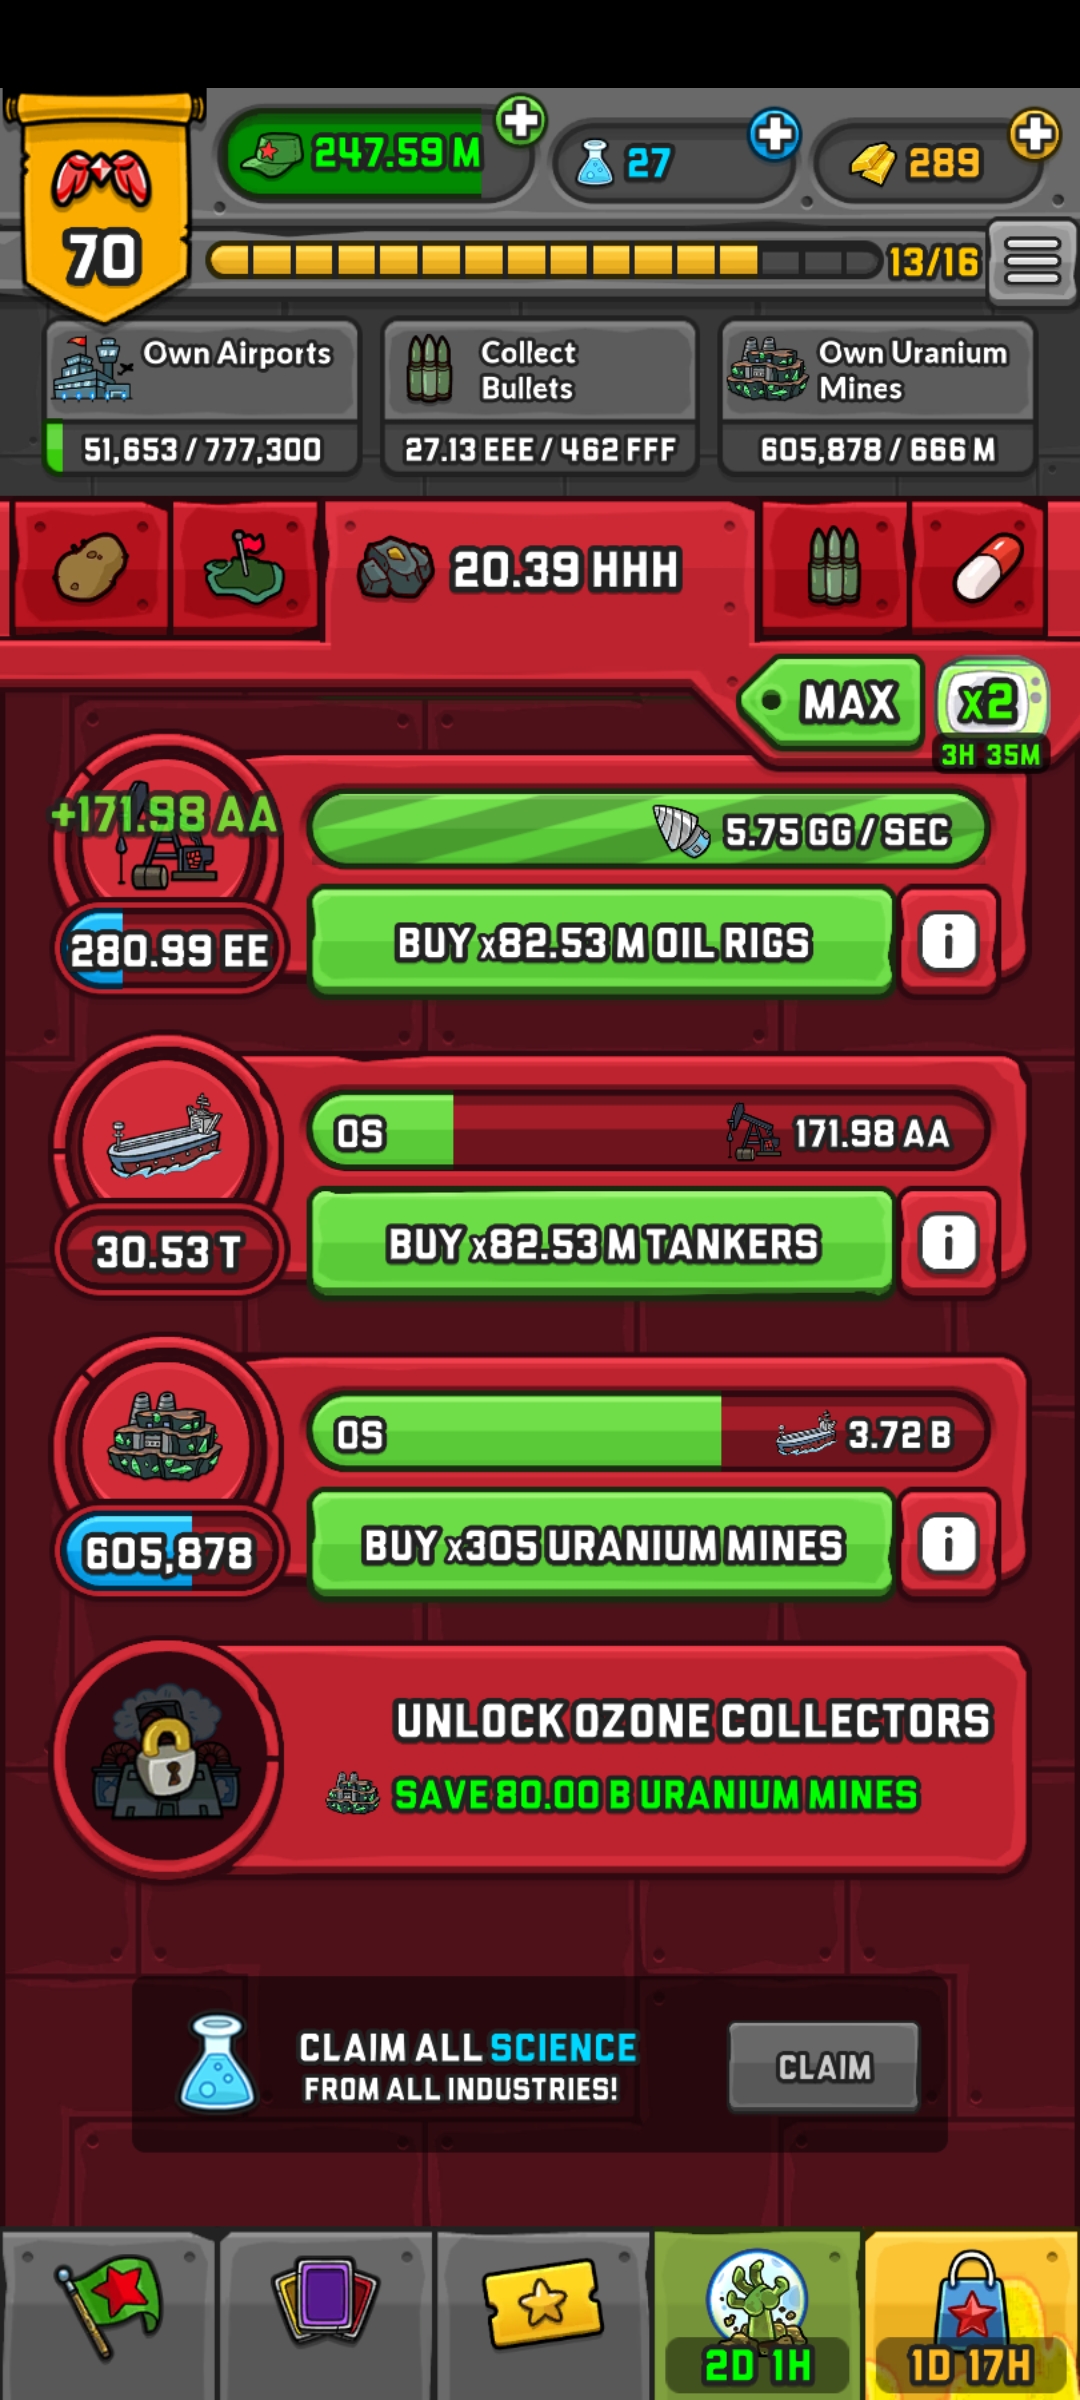 247.59 M
27
289
70
13/16
Own Airports
51,653 / 777,300
Collect
Bullets
27.13 EEE / 462 FFF
Own Uranium
Mines
605,878 / 666 M
20.39 HHH
MAX
x2
3H 35M
+171.98 AA
5.75 GG / SEC
280.99 EE
BUY x82.53 M OIL RIGS
i
0S
171.98 AA
30.53 T
BUY x82.53 M TANKERS
i
0S
3.72 B
605,878
BUY x305 URANIUM MINES
i
UNLOCK OZONE COLLECTORS
SAVE 80.00 B URANIUM MINES
CLAIM ALL SCIENCE
FROM ALL INDUSTRIES!
CLAIM
2D 1H
1D 17H